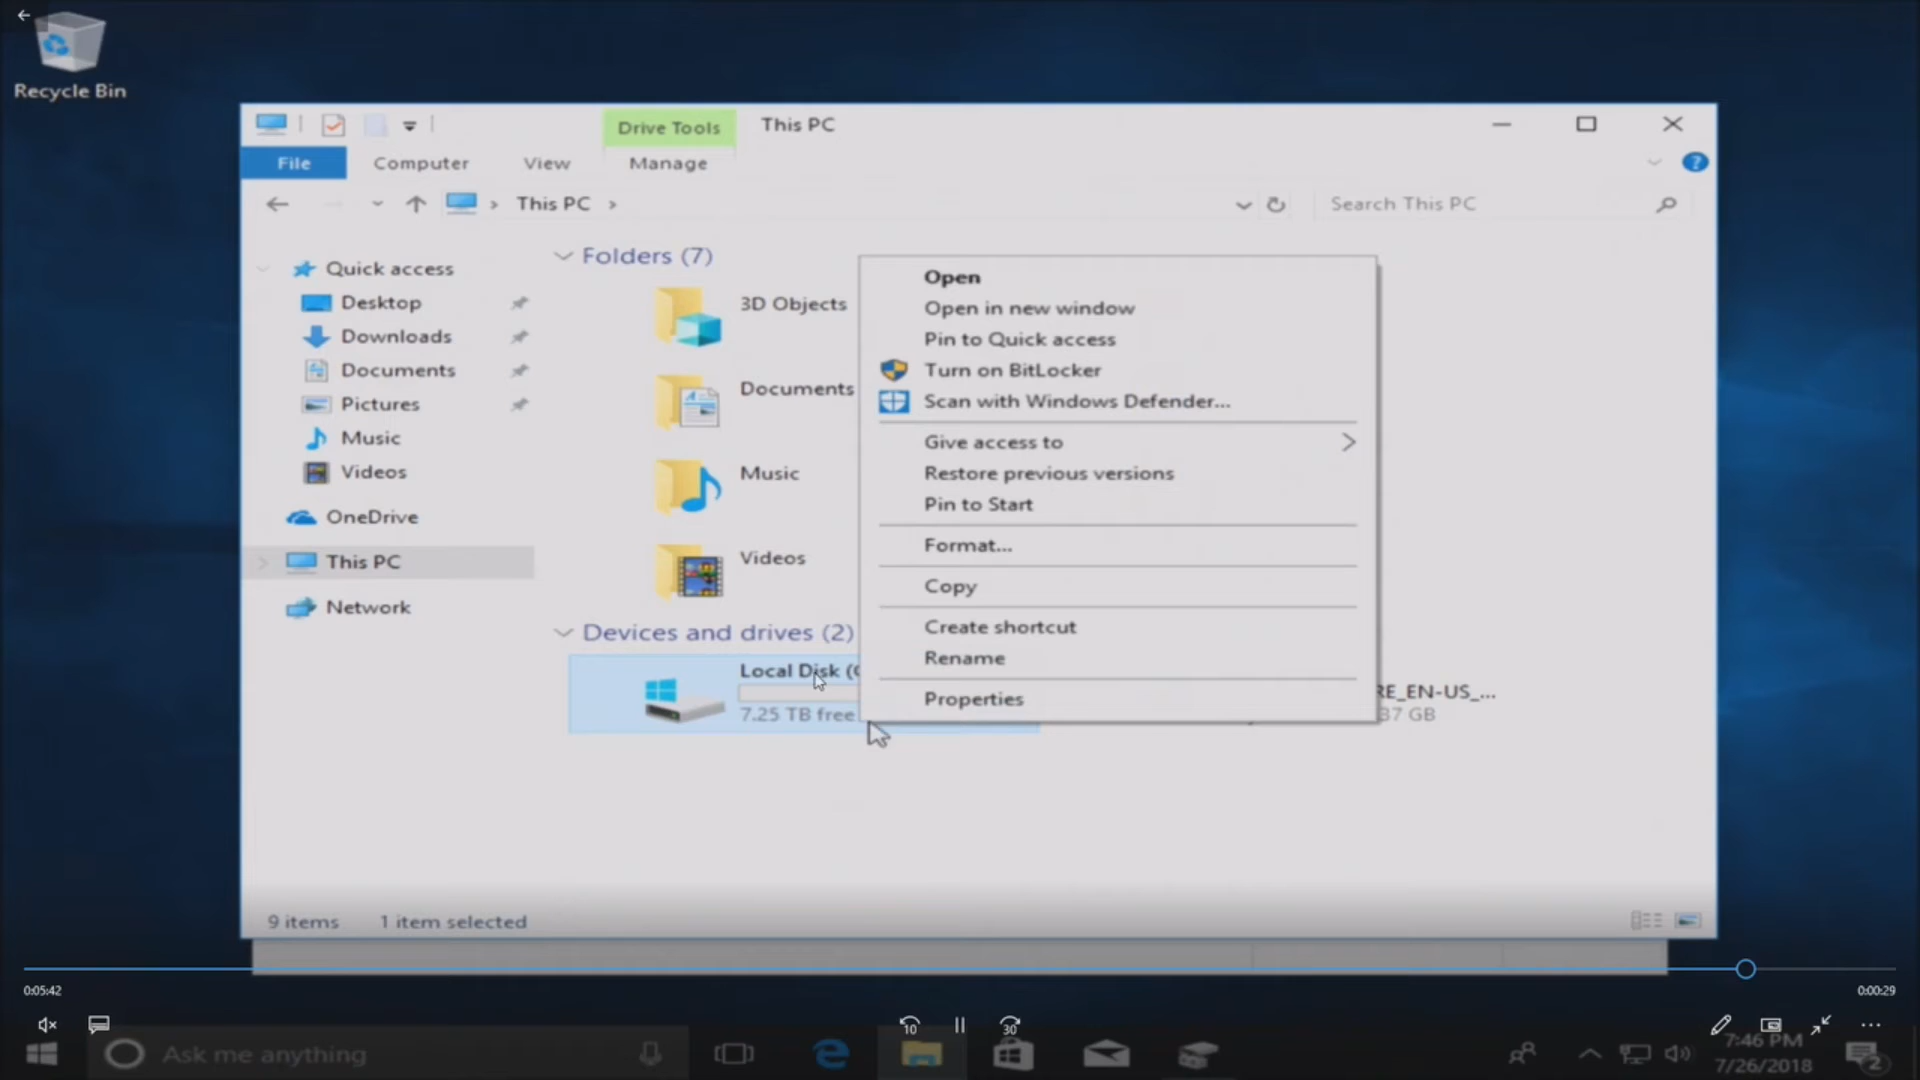 Recycle Bin
Drive Tools
This PC
File
Computer
View
Manage
This PC
Search This PC
Quick access
Desktop
Downloads
Documents
Pictures
Music
Videos
OneDrive
This PC
Network
Folders (7)
3D Objects
Documents
Music
Videos
Devices and drives (2)
Local Disk (
7.25 TB free
Open
Open in new window
Pin to Quick access
Turn on BitLocker
Scan with Windows Defender...
Give access to
Restore previous versions
Pin to Start
Format...
Copy
Create shortcut
Rename
Properties
RE_EN-US_...
37 GB
9 items
1 item selected
0:05:42
0:00:29
10
30
Ask me anything
7:46 PM
7/26/2018
2